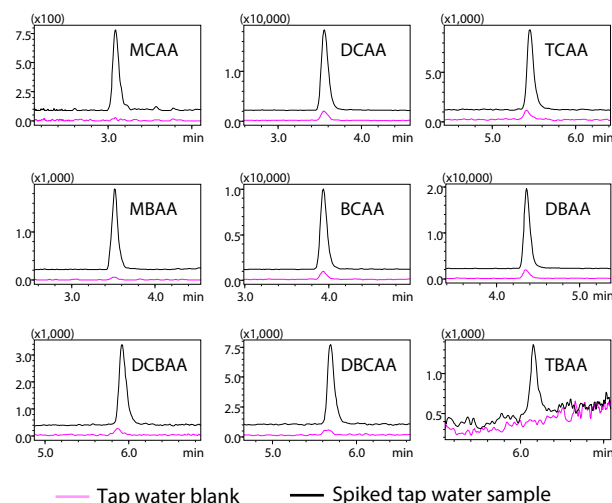 (x100)
MCAA
7.5
5.0
2.5
0.0
3.0
min
(x10,000)
DCAA
1.0
0.0
3.0
4.0
min
(x1,000)
TCAA
5.0
0.0
5.0
6.0
min
(x1,000)
MBAA
1.0
0.0
3.0
4.0
min
(x10,000)
BCAA
1.0
0.5
0.0
3.0
4.0
min
(x10,000)
DBAA
2.0
1.0
0.0
4.0
5.0
min
(x1,000)
DCBAA
3.0
2.0
1.0
0.0
5.0
6.0
min
(x1,000)
DBCAA
7.5
5.0
2.5
0.0
5.0
6.0
min
(x1,000)
TBAA
1.0
0.5
6.0
min
Tap water blank
Spiked tap water sample